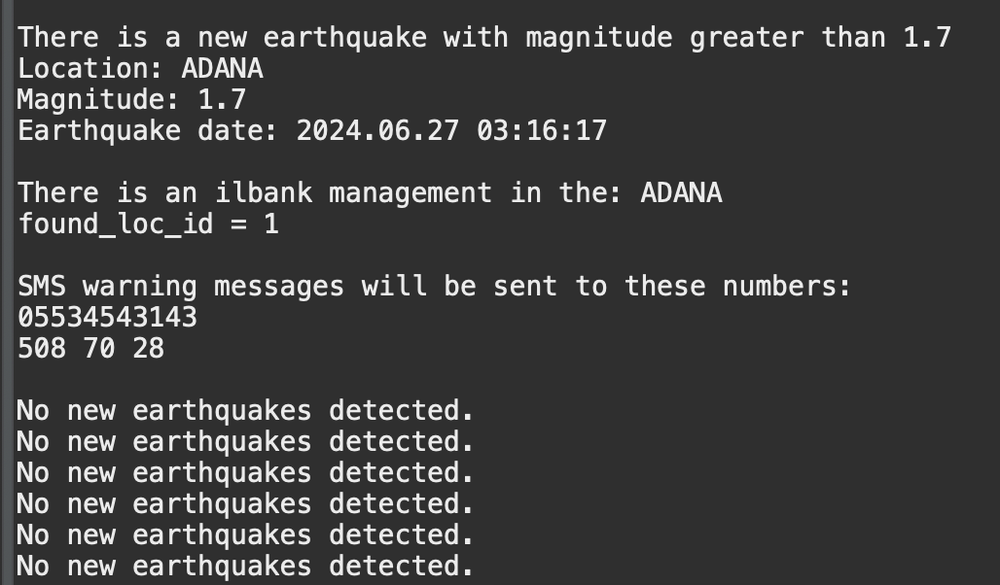 There is a new earthquake with magnitude greater than 1.7
Location: ADANA
Magnitude: 1.7
Earthquake date: 2024.06.27 03:16:17
There is an ilbank management in the: ADANA
found_loc_id = 1
SMS warning messages will be sent to these numbers:
05534543143
508 70 28
No new earthquakes detected.
No new earthquakes detected.
No new earthquakes detected.
No new earthquakes detected.
No new earthquakes detected.
No new earthquakes detected.